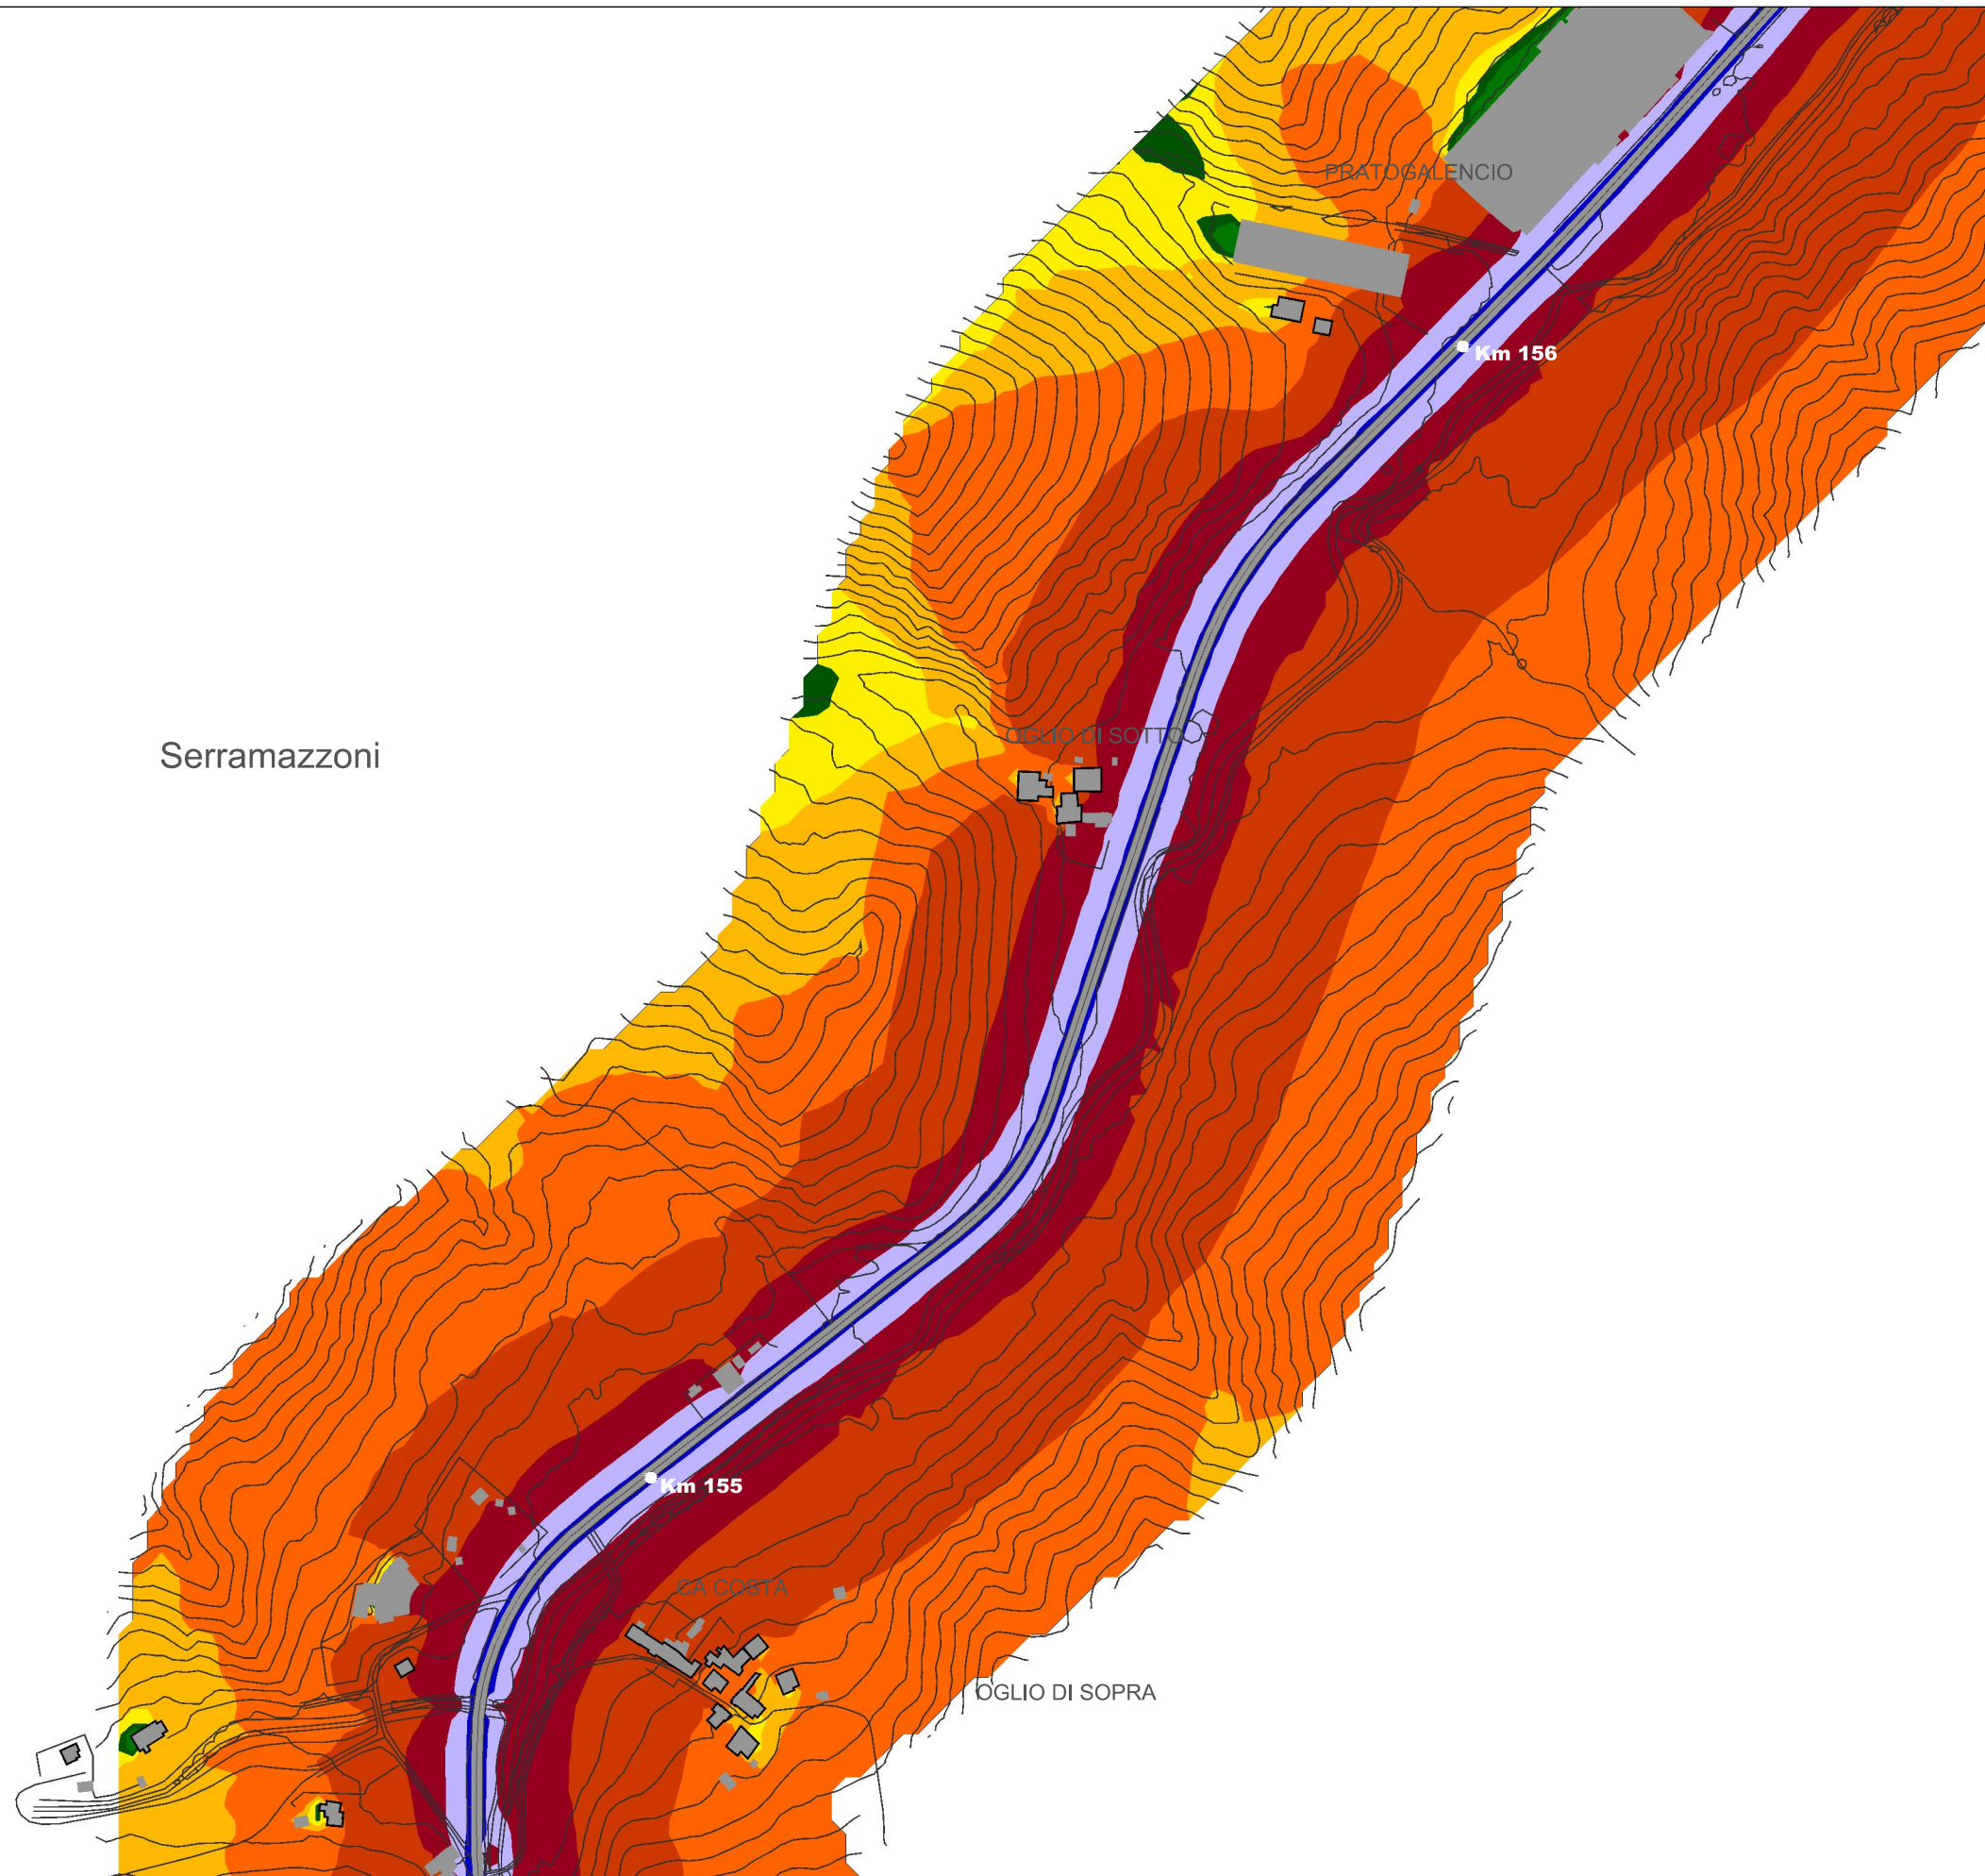 PRATOGALENCIO
Km 156
OGLIO DI SOTTO
Serramazzoni
Km 155
CA COSTA
OGLIO DI SOPRA